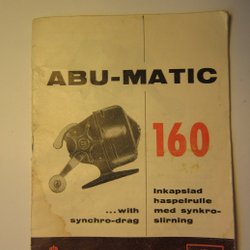 ABU-MATIC
160
...with
synchro-drag
Inkapslad
haspelrulle
med synkro-
slirning